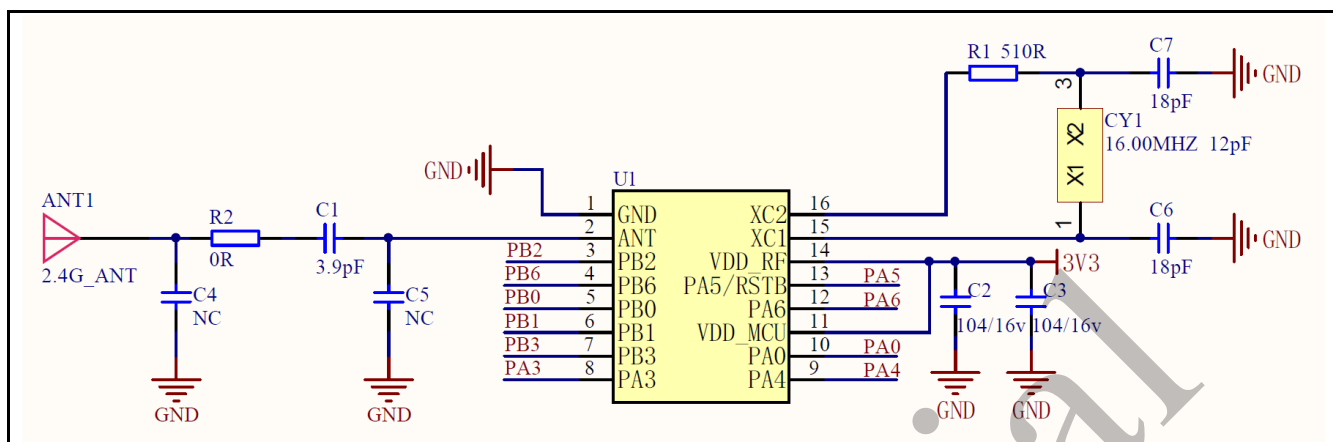 R1 510R
C7
GND
3
18pF
CY1
16.00MHZ 12pF
X1 X2
GND
U1
ANT1
R2
C1
1
GND
XC2
16
1
C6
GND
2
ANT
XC1
15
18pF
2.4G_ANT
0R
3.9pF
PB2
3
PB2
VDD_RF
14
3V3
PB6
4
PB6
PA5/RSTB
13
PA5
C4
C5
PB0
5
PB0
PA6
12
PA6
C2
C3
NC
NC
PB1
6
PB1
VDD_MCU
11
104/16v
104/16v
PB3
7
PB3
PA0
10
PA0
PA3
8
PA3
PA4
9
PA4
GND
GND
GND
GND